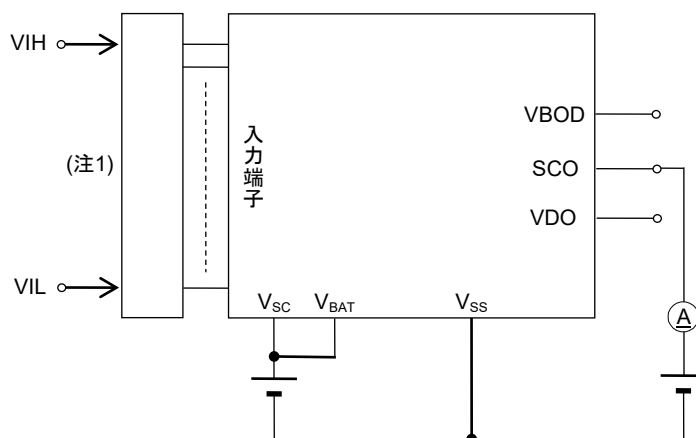 VIH
(注1)
VIL
入力端子
VBOD
SCO
VDO
VSC
VBAT
VSS
A